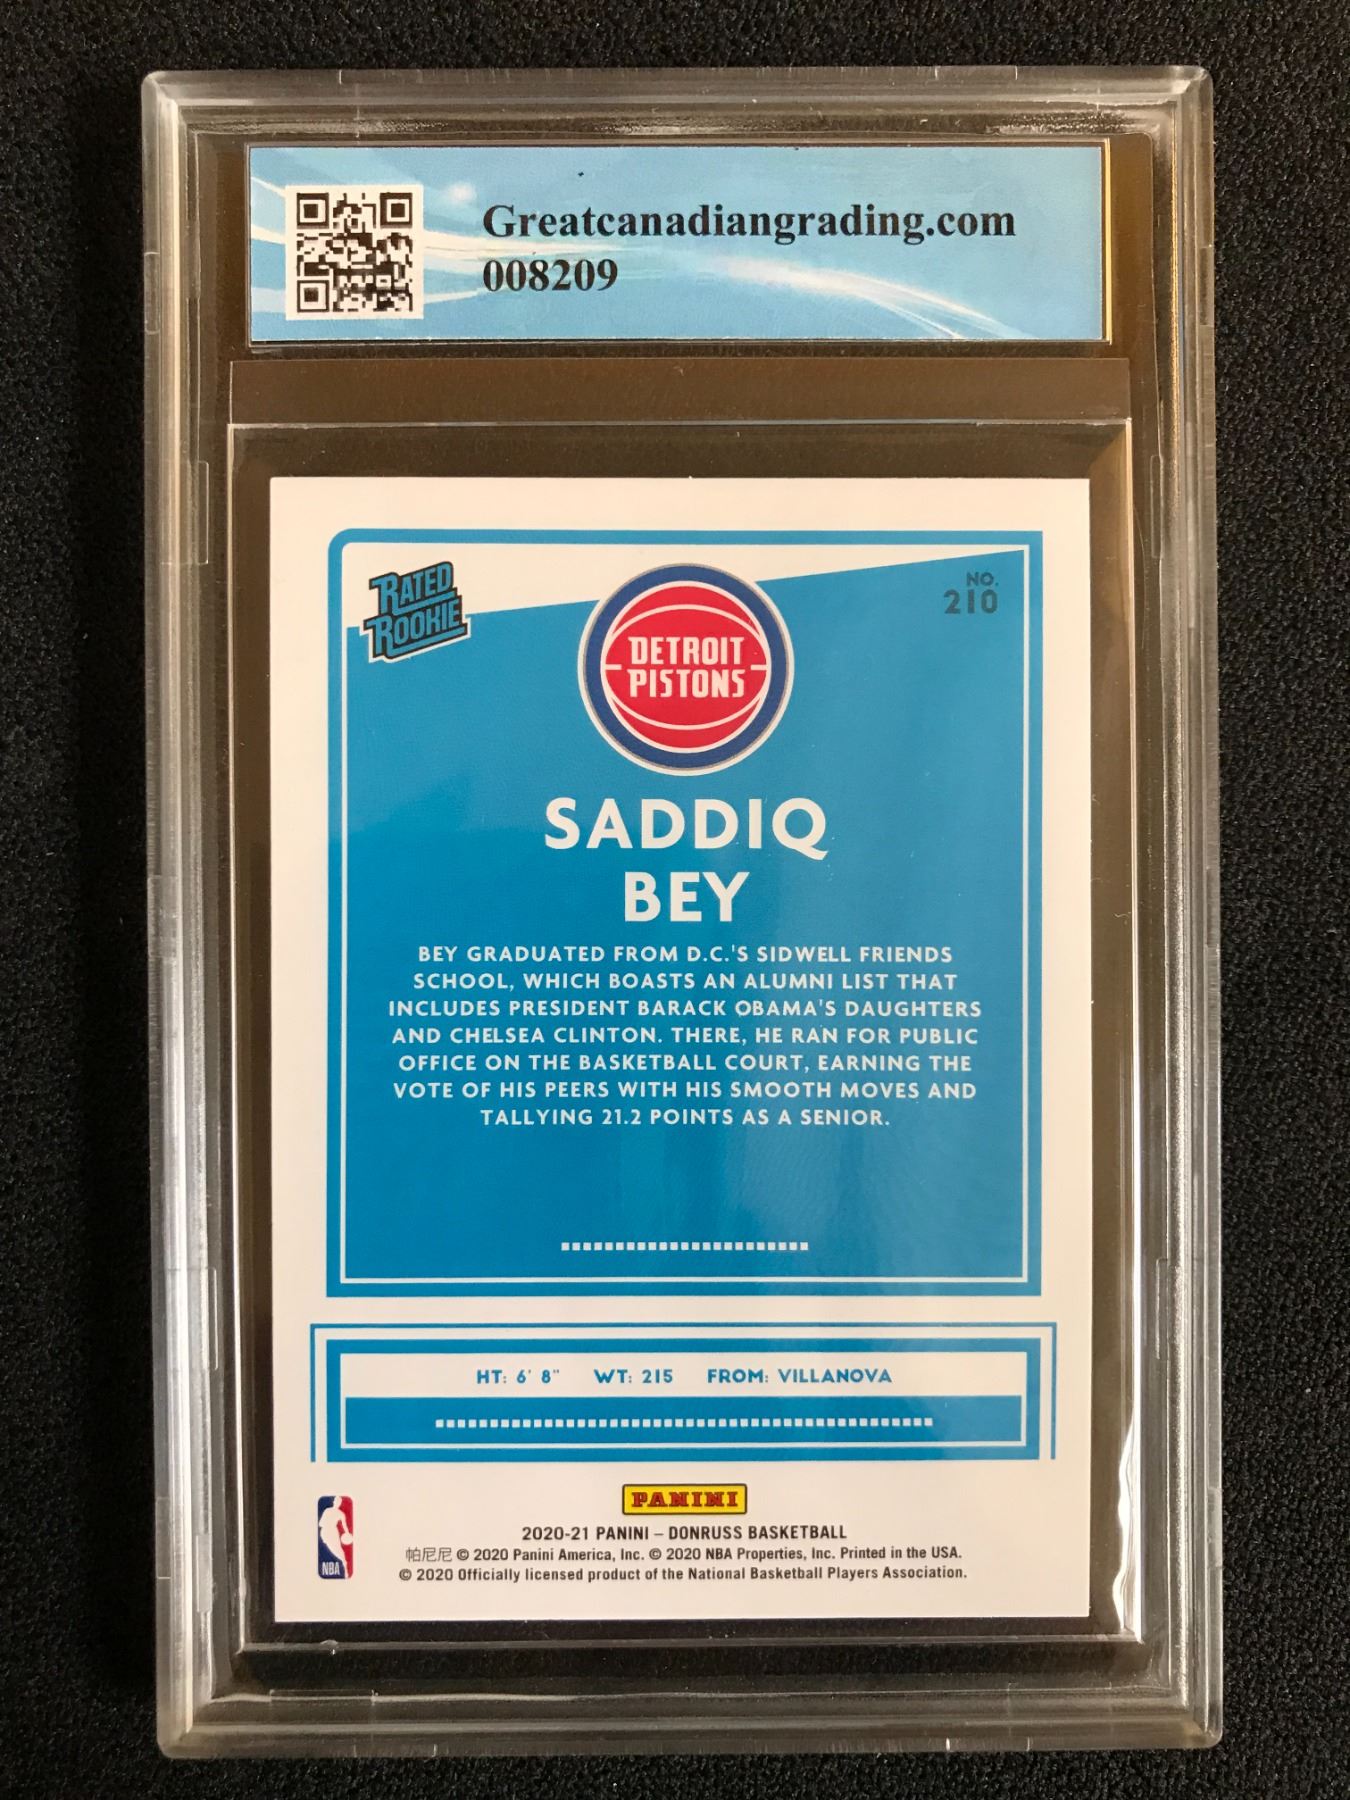 Greatcanadiangrading.com
008209
RATED
ROOKIE
NO.
210
DETROIT
PISTONS
SADDIQ
BEY
BEY GRADUATED FROM D.C.'S SIDWELL FRIENDS
SCHOOL, WHICH BOASTS AN ALUMNI LIST THAT
INCLUDES PRESIDENT BARACK OBAMA'S DAUGHTERS
AND CHELSEA CLINTON. THERE, HE RAN FOR PUBLIC
OFFICE ON THE BASKETBALL COURT, EARNING THE
VOTE OF HIS PEERS WITH HIS SMOOTH MOVES AND
TALLYING 21.2 POINTS AS A SENIOR.
HT: 6' 8" WT: 215 FROM: VILLANOVA
PANINI
2020-21 PANINI – DONRUSS BASKETBALL
帕尼尼 © 2020 Panini America, Inc. © 2020 NBA Properties, Inc. Printed in the USA.
© 2020 Officially licensed product of the National Basketball Players Association.
NBA